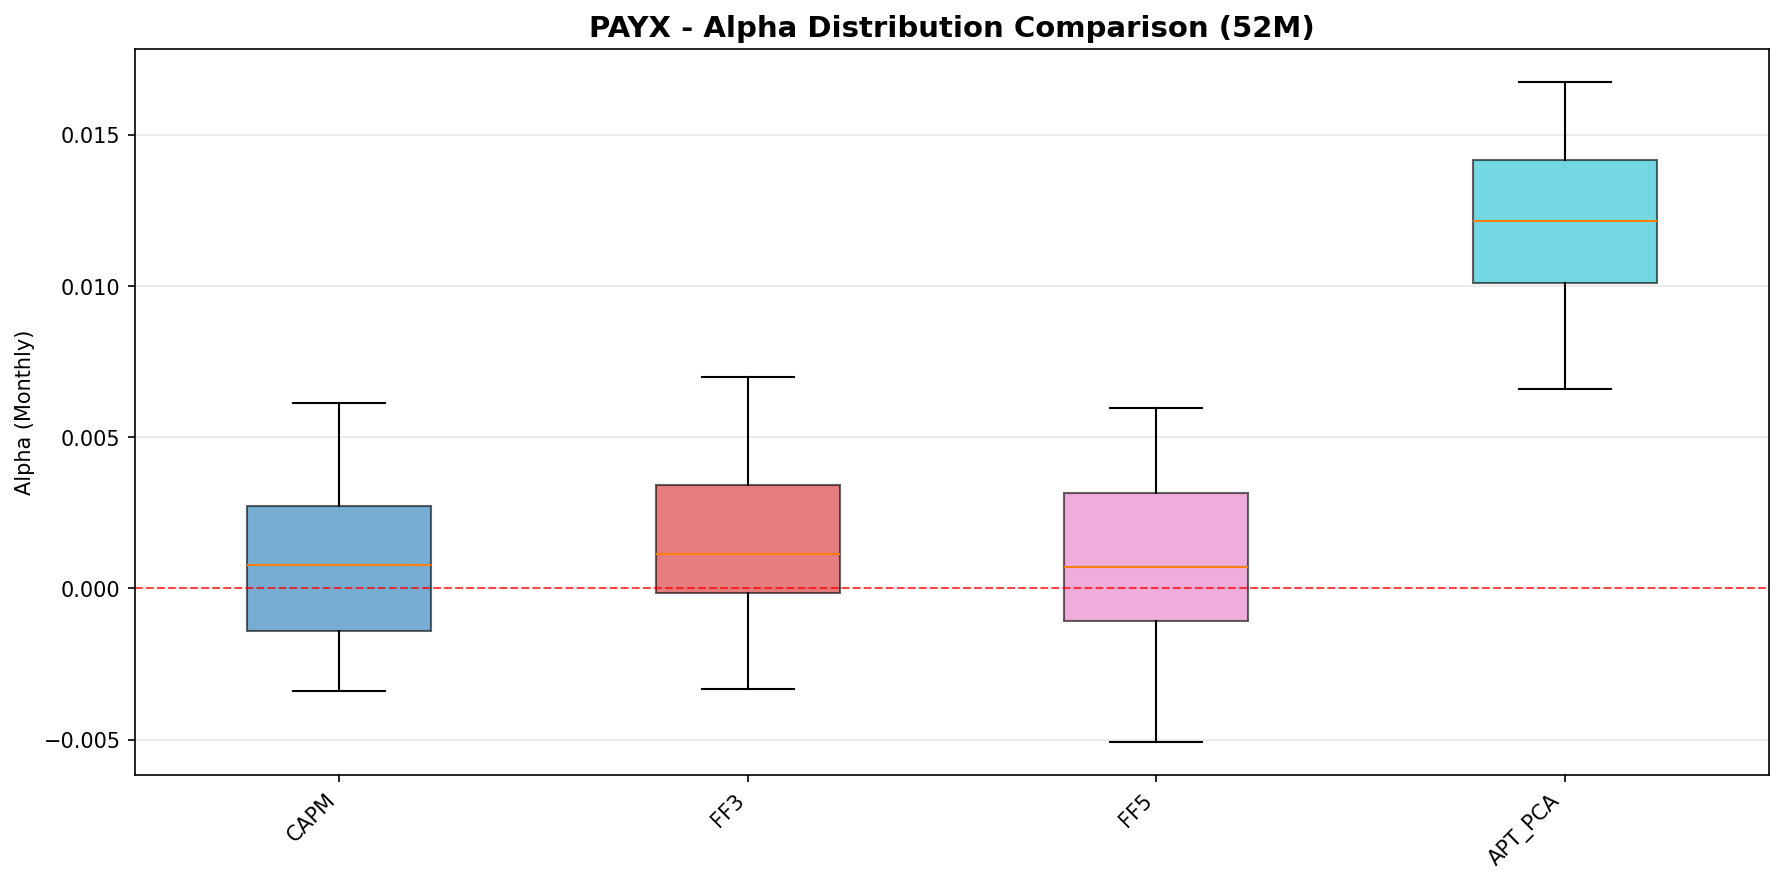 PAYX - Alpha Distribution Comparison (52M)
Alpha (Monthly)
0.015
0.010
0.005
0.000
−0.005
CAPM
FF3
FF5
APT_PCA